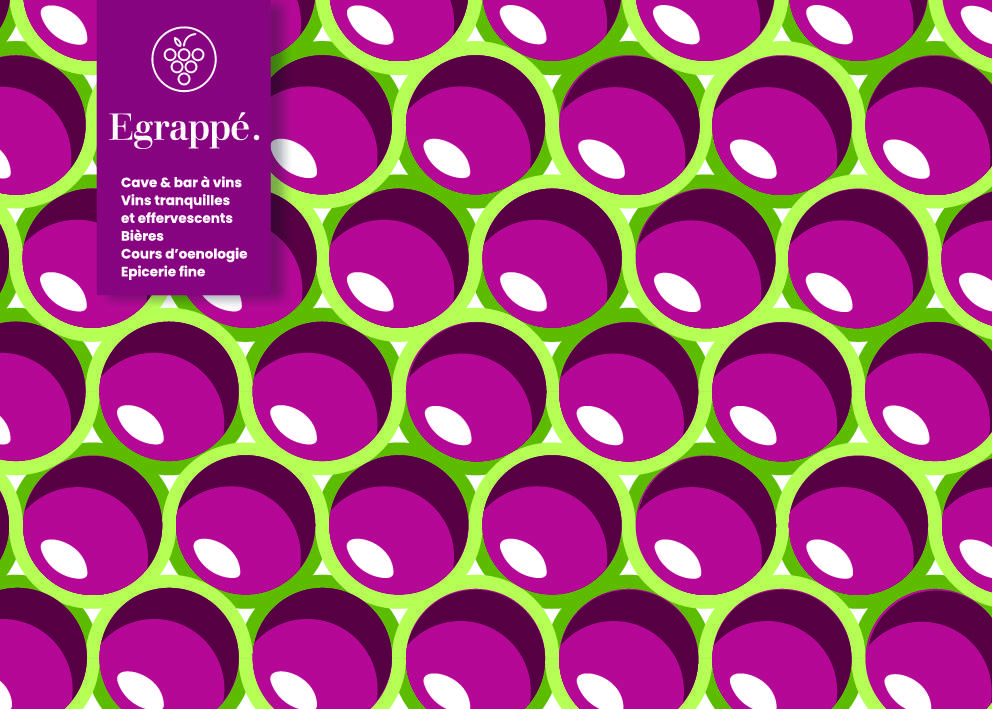 Egrappé.
Cave & bar à vins
Vins tranquilles
et effervescents
Bières
Cours d’oenologie
Epicerie fine